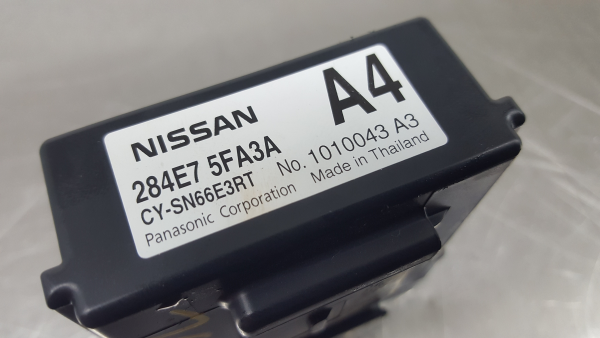 NISSAN A4
284E7 5FA3A No. 1010043 A3
CY-SN66E3RT
Panasonic Corporation Made in Thailand